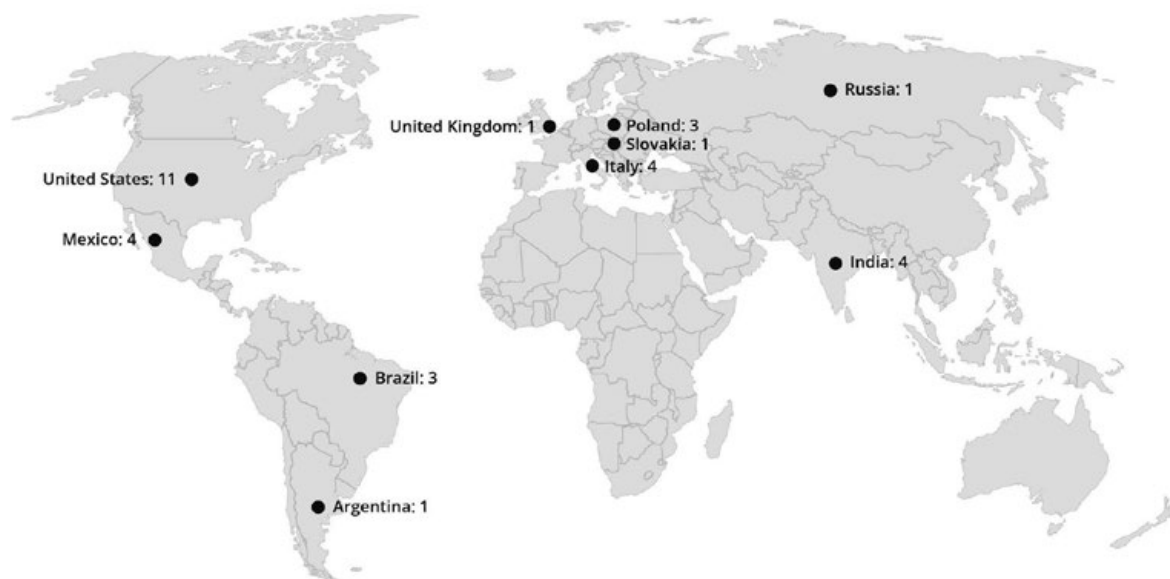 Russia: 1
United Kingdom: 1
Poland: 3
Slovakia: 1
Italy: 4
United States: 11
Mexico: 4
India: 4
Brazil: 3
Argentina: 1